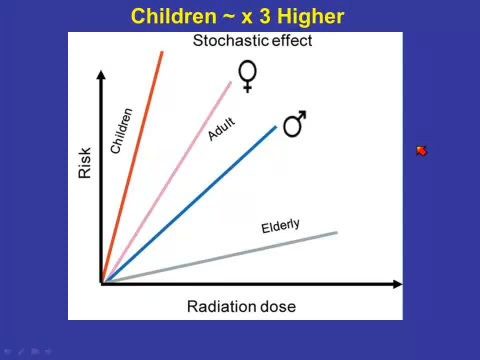 Children ~ x 3 Higher
Stochastic effect
Children
Adult
Risk
Elderly
Radiation dose